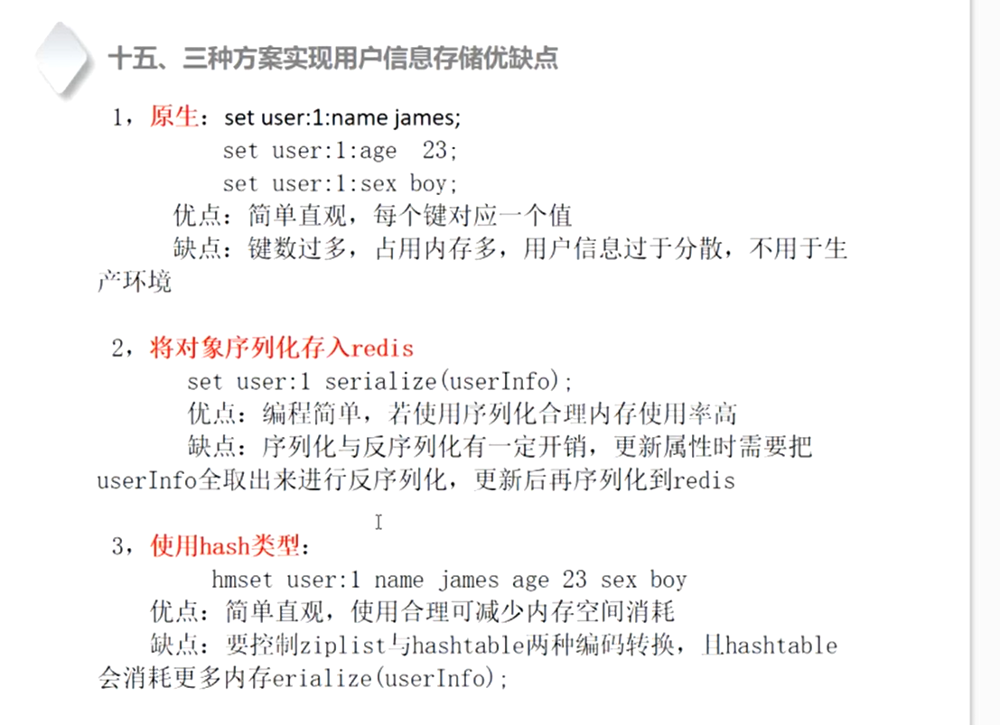 十五、三种方案实现用户信息存储优缺点
1，原生：set user:1:name james;
set user:1:age 23;
set user:1:sex boy;
优点：简单直观，每个键对应一个值
缺点：键数过多，占用内存多，用户信息过于分散，不用于生
产环境
2，将对象序列化存入redis
set user:1 serialize(userInfo);
优点：编程简单，若使用序列化合理内存使用率高
缺点：序列化与反序列化有一定开销，更新属性时需要把
userInfo全取出来进行反序列化，更新后再序列化到redis
3，使用hash类型：
hmset user:1 name james age 23 sex boy
优点：简单直观，使用合理可减少内存空间消耗
缺点：要控制ziplist与hashtable两种编码转换，且hashtable
会消耗更多内存erialize(userInfo);